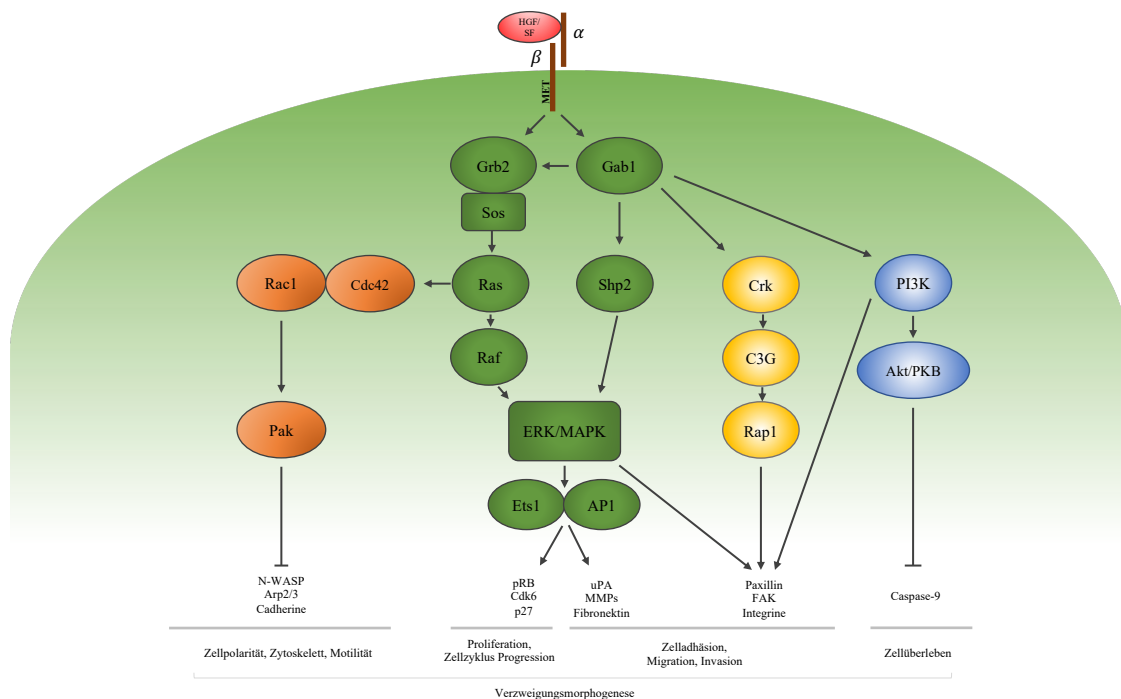 HGF/
SF
α
β
MET
Grb2
Gab1
Sos
Rac1
Cdc42
Ras
Shp2
Crk
PI3K
Raf
C3G
Akt/PKB
Pak
ERK/MAPK
Rap1
Ets1
AP1
N-WASP
Arp2/3
Cadherine
pRB
Cdk6
p27
uPA
MMPs
Fibronektin
Paxillin
FAK
Integrine
Caspase-9
Zellpolarität, Zytoskelett, Motilität
Proliferation,
Zellzyklus Progression
Zelladhäsion,
Migration, Invasion
Zellüberleben
Verzweigungsmorphogenese